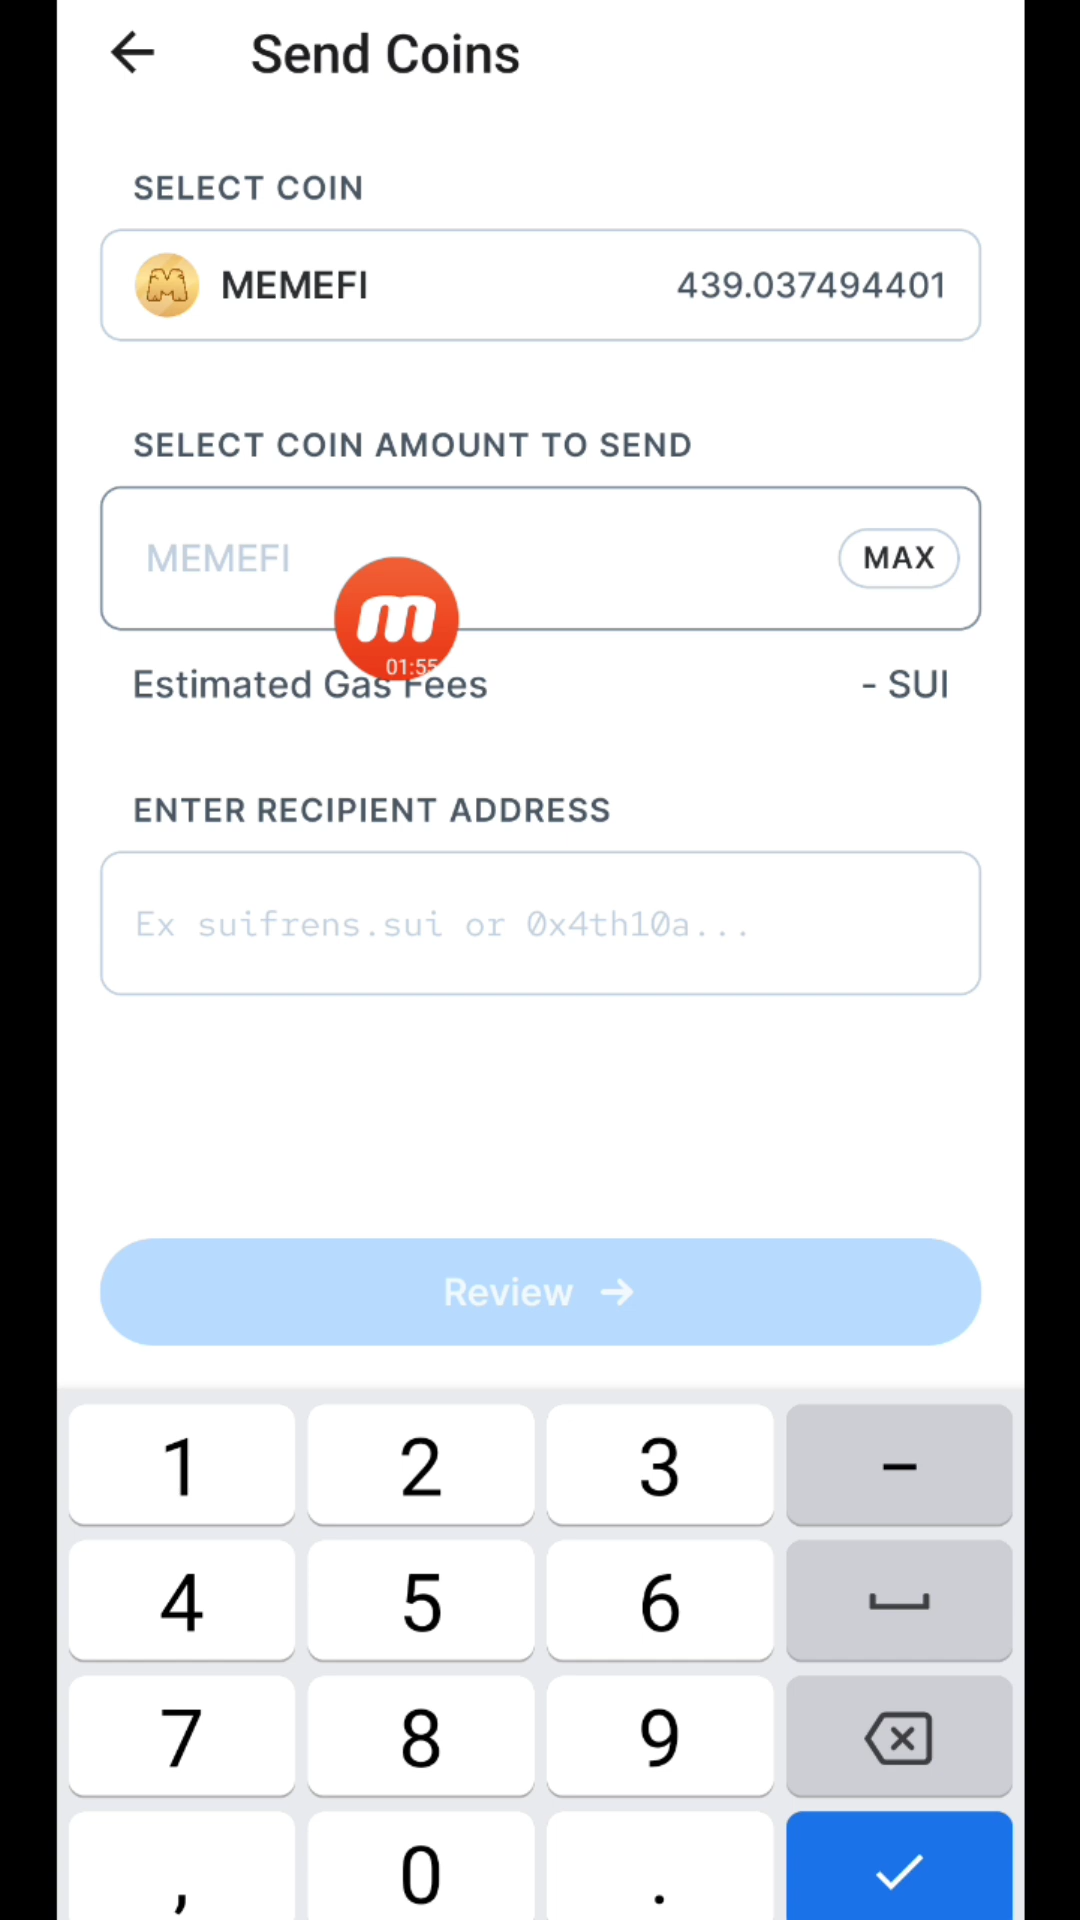 Send Coins
SELECT COIN
MEMEFI 439.037494401
SELECT COIN AMOUNT TO SEND
MEMEFI MAX
m
01:55
Estimated Gas Fees - SUI
ENTER RECIPIENT ADDRESS
Ex suifrens.sui or 0x4th10a...
Review →
1 2 3 –
4 5 6
7 8 9
, 0 .